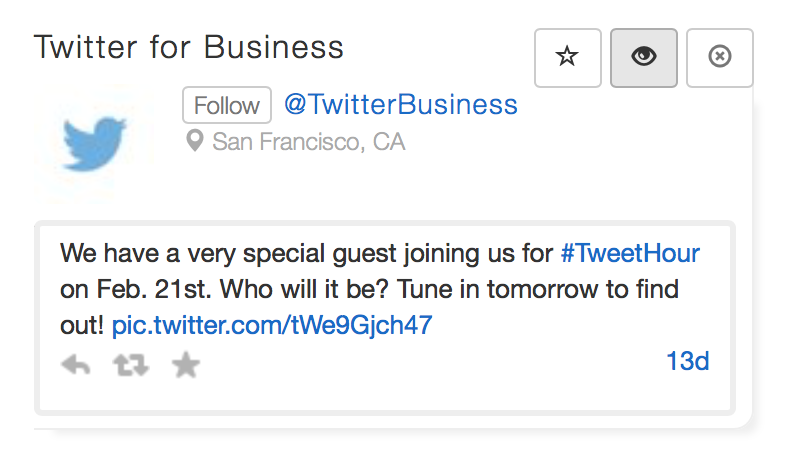 Twitter for Business
Follow @TwitterBusiness
San Francisco, CA
We have a very special guest joining us for #TweetHour
on Feb. 21st. Who will it be? Tune in tomorrow to find
out! pic.twitter.com/tWe9Gjch47
13d